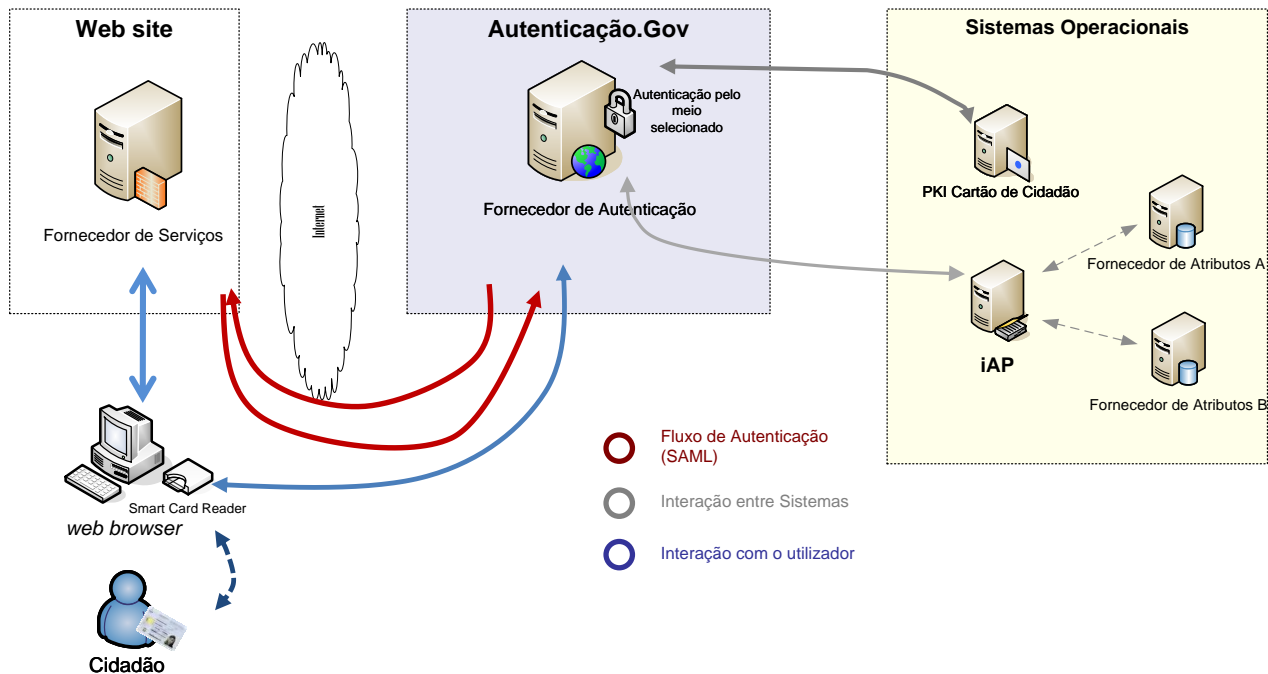 Web site
Fornecedor de Serviços
Internet
Autenticação.Gov
Autenticação pelo
meio
selecionado
Fornecedor de Autenticação
Sistemas Operacionais
PKI Cartão de Cidadão
Fornecedor de Atributos A
iAP
Fornecedor de Atributos B
Smart Card Reader
web browser
Cidadão
Fluxo de Autenticação
(SAML)
Interação entre Sistemas
Interação com o utilizador